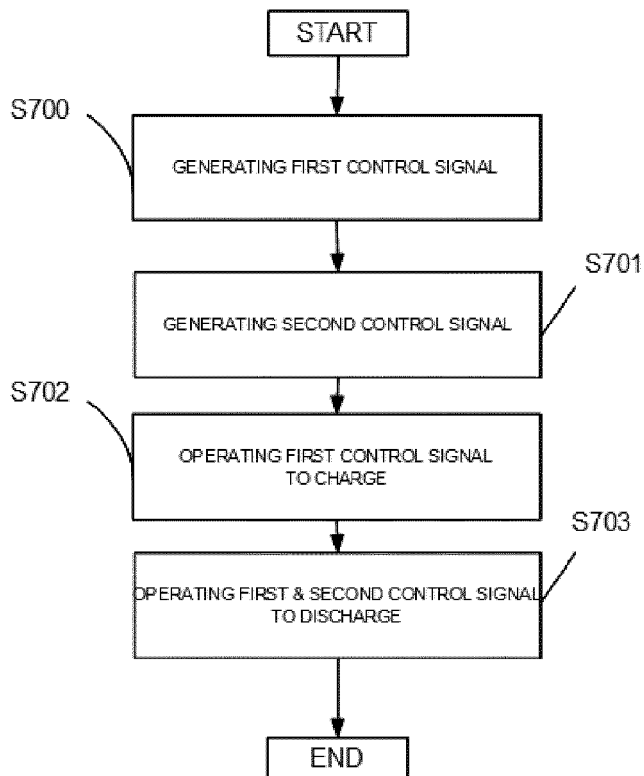 START
S700
GENERATING FIRST CONTROL SIGNAL
S701
GENERATING SECOND CONTROL SIGNAL
S702
OPERATING FIRST CONTROL SIGNAL
TO CHARGE
S703
OPERATING FIRST & SECOND CONTROL SIGNAL
TO DISCHARGE
END